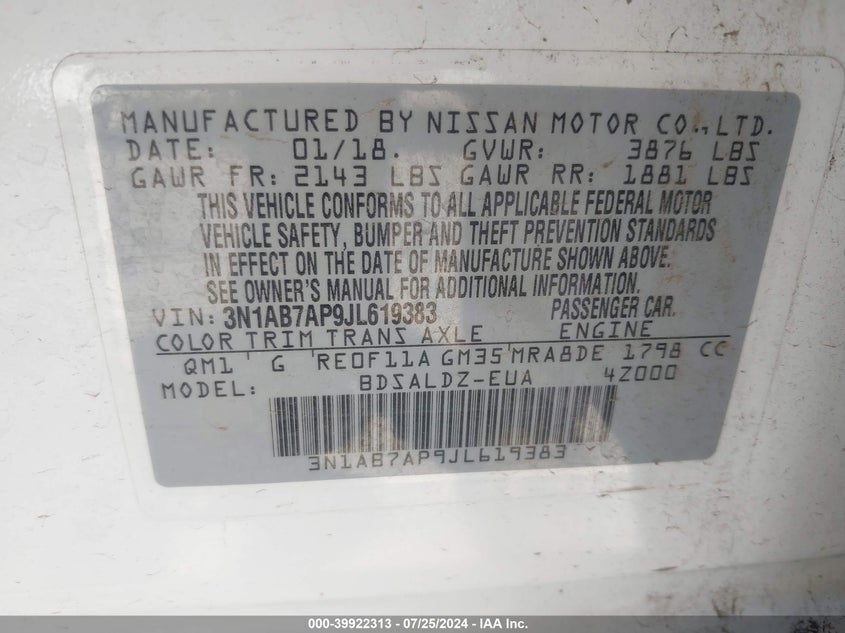 MANUFACTURED BY NISSAN MOTOR CO., LTD.
DATE: 01/18. GVWR: 3876 LBS
GAWR FR: 2143 LBS GAWR RR: 1881 LBS
THIS VEHICLE CONFORMS TO ALL APPLICABLE FEDERAL MOTOR
VEHICLE SAFETY, BUMPER AND THEFT PREVENTION STANDARDS
IN EFFECT ON THE DATE OF MANUFACTURE SHOWN ABOVE.
SEE OWNER'S MANUAL FOR ADDITIONAL INFORMATION.
VIN: 3N1AB7AP9JL619383 PASSENGER CAR.
COLOR TRIM TRANS AXLE ENGINE
QM1 G RE0F11A GM35 MRA8DE 1798 CC
MODEL: BDSALDZ-EUA 4Z000
3N1AB7AP9JL619383
000-39922313 - 07/25/2024 - IAA Inc.